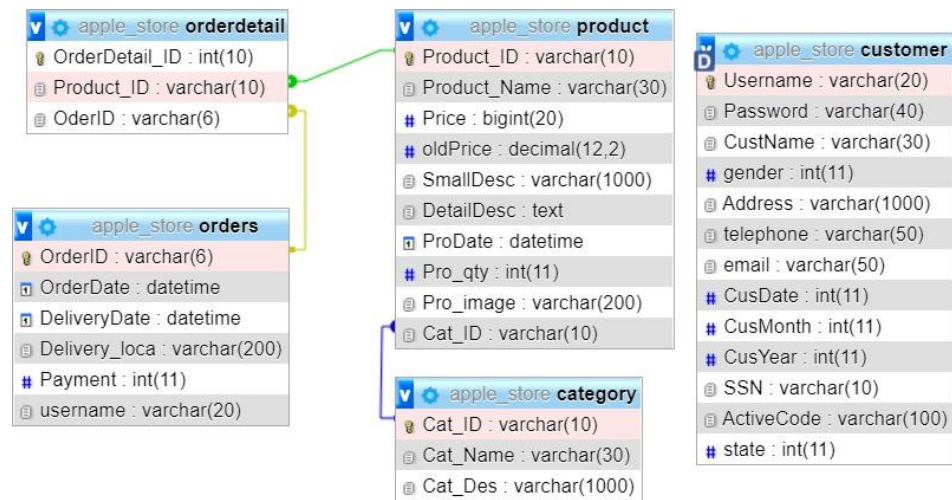 apple_store orderdetail
OrderDetail_ID : int(10)
Product_ID : varchar(10)
OderID : varchar(6)
apple_store orders
OrderID : varchar(6)
OrderDate : datetime
DeliveryDate : datetime
Delivery_loca : varchar(200)
Payment : int(11)
username : varchar(20)
apple_store product
Product_ID : varchar(10)
Product_Name : varchar(30)
Price : bigint(20)
oldPrice : decimal(12,2)
SmallDesc : varchar(1000)
DetailDesc : text
ProDate : datetime
Pro_qty : int(11)
Pro_image : varchar(200)
Cat_ID : varchar(10)
apple_store category
Cat_ID : varchar(10)
Cat_Name : varchar(30)
Cat_Des : varchar(1000)
apple_store customer
Username : varchar(20)
Password : varchar(40)
CustName : varchar(30)
gender : int(11)
Address : varchar(1000)
telephone : varchar(50)
email : varchar(50)
CusDate : int(11)
CusMonth : int(11)
CusYear : int(11)
SSN : varchar(10)
ActiveCode : varchar(100)
state : int(11)